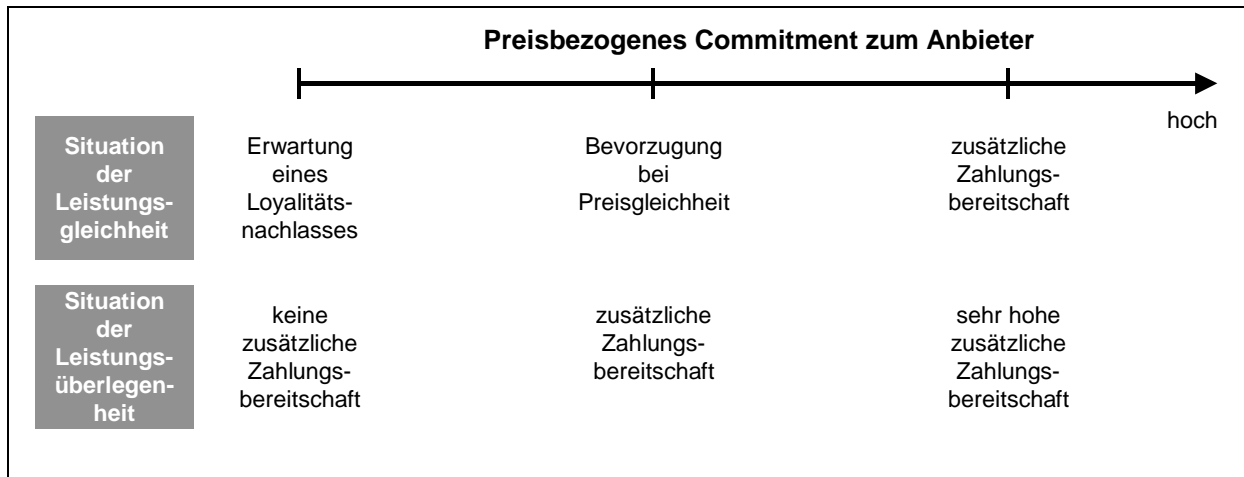 Preisbezogenes Commitment zum Anbieter
hoch
Situation
der
Leistungs-
gleichheit
Erwartung
eines
Loyalitäts-
nachlasses
Bevorzugung
bei
Preisgleichheit
zusätzliche
Zahlungs-
bereitschaft
Situation
der
Leistungs-
überlegen-
heit
keine
zusätzliche
Zahlungs-
bereitschaft
zusätzliche
Zahlungs-
bereitschaft
sehr hohe
zusätzliche
Zahlungs-
bereitschaft